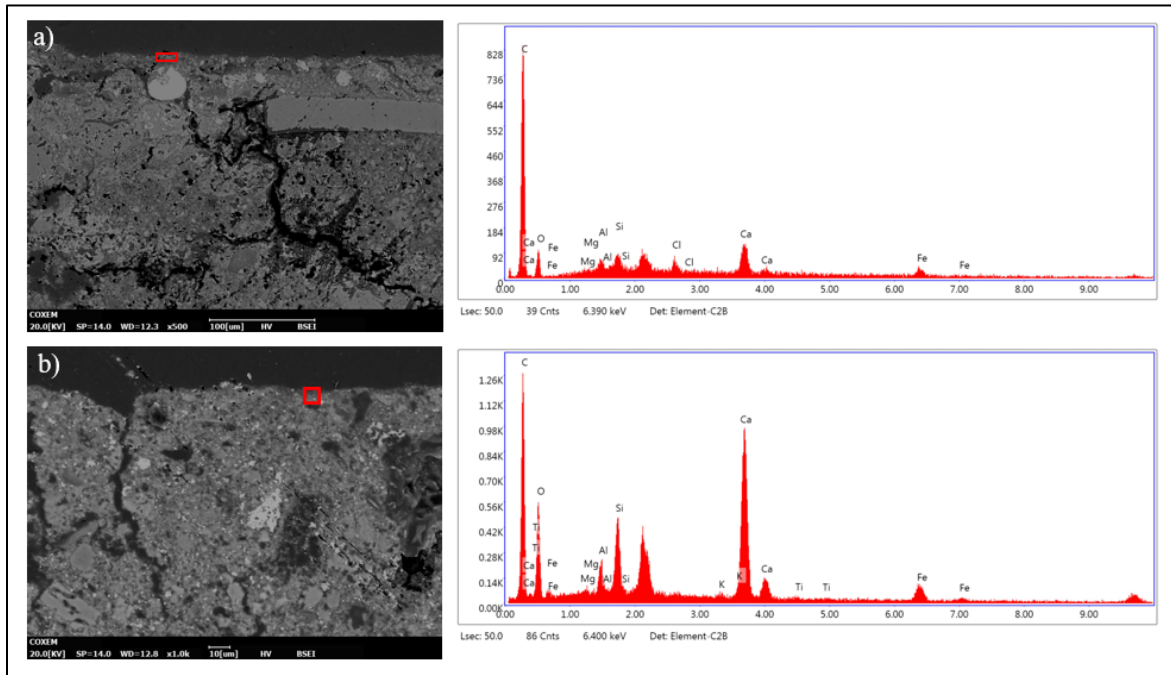 a)
COXEM
20.0[KV] SP=14.0 WD=12.3 x500 100[um] HV BSEI
828
736
644
552
460
368
276
184
92
0
C
Ca
Ca
O
Fe
Fe
Mg
Mg
Al
Al
Si
Si
Cl
Cl
Ca
Ca
Fe
Fe
0.00 1.00 2.00 3.00 4.00 5.00 6.00 7.00 8.00 9.00
Lsec: 50.0 39 Cnts 6.390 keV Det: Element-C2B
b)
COXEM
20.0[KV] SP=14.0 WD=12.8 x1.0k 10[um] HV BSEI
1.26K
1.12K
0.98K
0.84K
0.70K
0.56K
0.42K
0.28K
0.14K
0.00K
C
Ca
Ca
O
Ti
Ti
Fe
Fe
Mg
Mg
Al
Al
Si
Si
K
K
Ca
Ca
Ti
Ti
Fe
Fe
0.00 1.00 2.00 3.00 4.00 5.00 6.00 7.00 8.00 9.00
Lsec: 50.0 86 Cnts 6.400 keV Det: Element-C2B